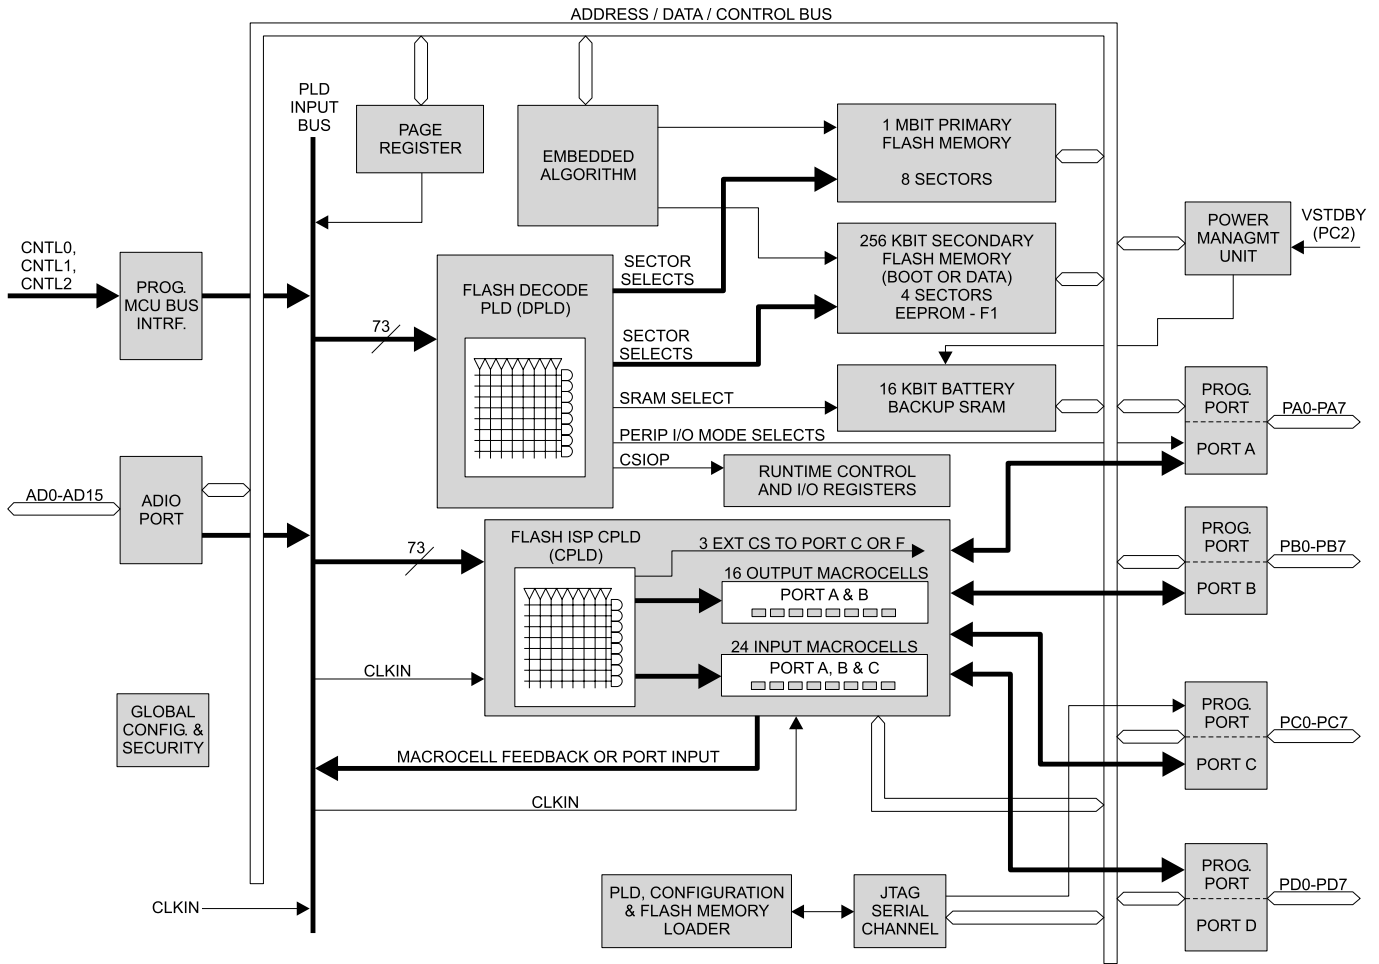 ADDRESS / DATA / CONTROL BUS
PLD
INPUT
BUS
PAGE
REGISTER
EMBEDDED
ALGORITHM
1 MBIT PRIMARY
FLASH MEMORY
8 SECTORS
POWER
MANAGMT
UNIT
VSTDBY
(PC2)
CNTL0,
CNTL1,
CNTL2
PROG.
MCU BUS
INTRF.
256 KBIT SECONDARY
FLASH MEMORY
(BOOT OR DATA)
4 SECTORS
EEPROM - F1
SECTOR
SELECTS
FLASH DECODE
PLD (DPLD)
73
SECTOR
SELECTS
SRAM SELECT
16 KBIT BATTERY
BACKUP SRAM
PROG.
PORT
PORT A
PA0-PA7
PERIP I/O MODE SELECTS
CSIOP
RUNTIME CONTROL
AND I/O REGISTERS
AD0-AD15
ADIO
PORT
73
FLASH ISP CPLD
(CPLD)
3 EXT CS TO PORT C OR F
16 OUTPUT MACROCELLS
PORT A & B
24 INPUT MACROCELLS
PORT A, B & C
PROG.
PORT
PORT B
PB0-PB7
CLKIN
GLOBAL
CONFIG. &
SECURITY
MACROCELL FEEDBACK OR PORT INPUT
CLKIN
PROG.
PORT
PORT C
PC0-PC7
CLKIN
PLD, CONFIGURATION
& FLASH MEMORY
LOADER
JTAG
SERIAL
CHANNEL
PROG.
PORT
PORT D
PD0-PD7